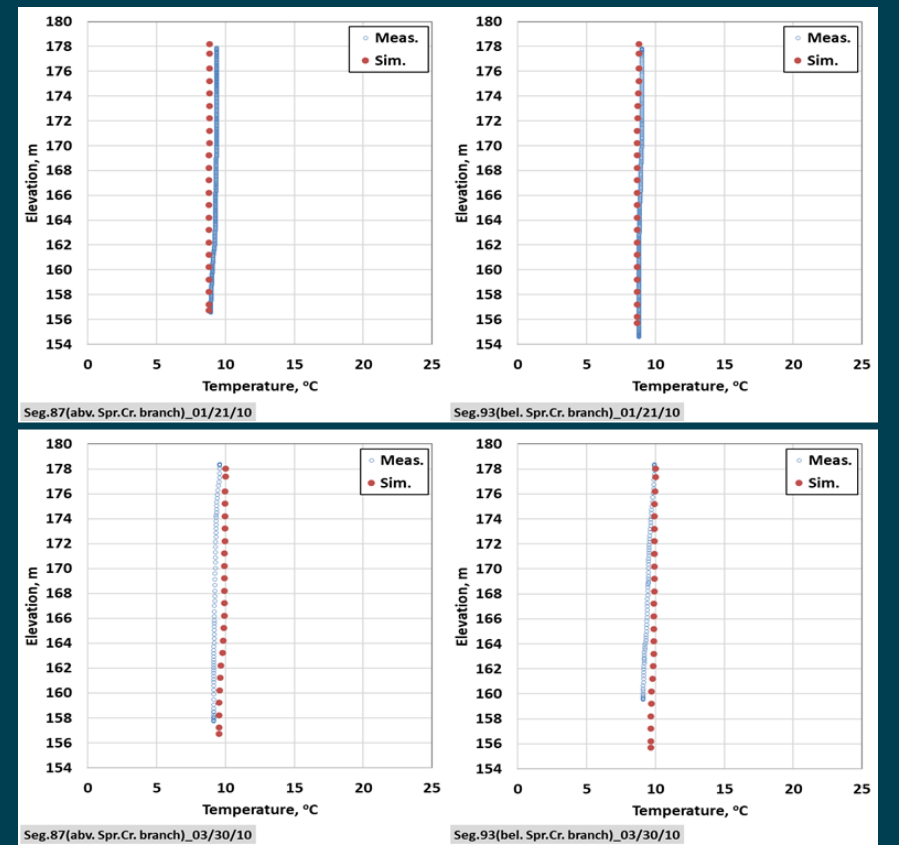 180
178
176
174
172
170
168
166
164
162
160
158
156
154
Elevation, m
Meas.
Sim.
0 5 10 15 20 25
Temperature, °C
Seg.87(abv. Spr.Cr. branch)_01/21/10
180
178
176
174
172
170
168
166
164
162
160
158
156
154
Elevation, m
Meas.
Sim.
0 5 10 15 20 25
Temperature, °C
Seg.93(bel. Spr.Cr. branch)_01/21/10
180
178
176
174
172
170
168
166
164
162
160
158
156
154
Elevation, m
Meas.
Sim.
0 5 10 15 20 25
Temperature, °C
Seg.87(abv. Spr.Cr. branch)_03/30/10
180
178
176
174
172
170
168
166
164
162
160
158
156
154
Elevation, m
Meas.
Sim.
0 5 10 15 20 25
Temperature, °C
Seg.93(bel. Spr.Cr. branch)_03/30/10